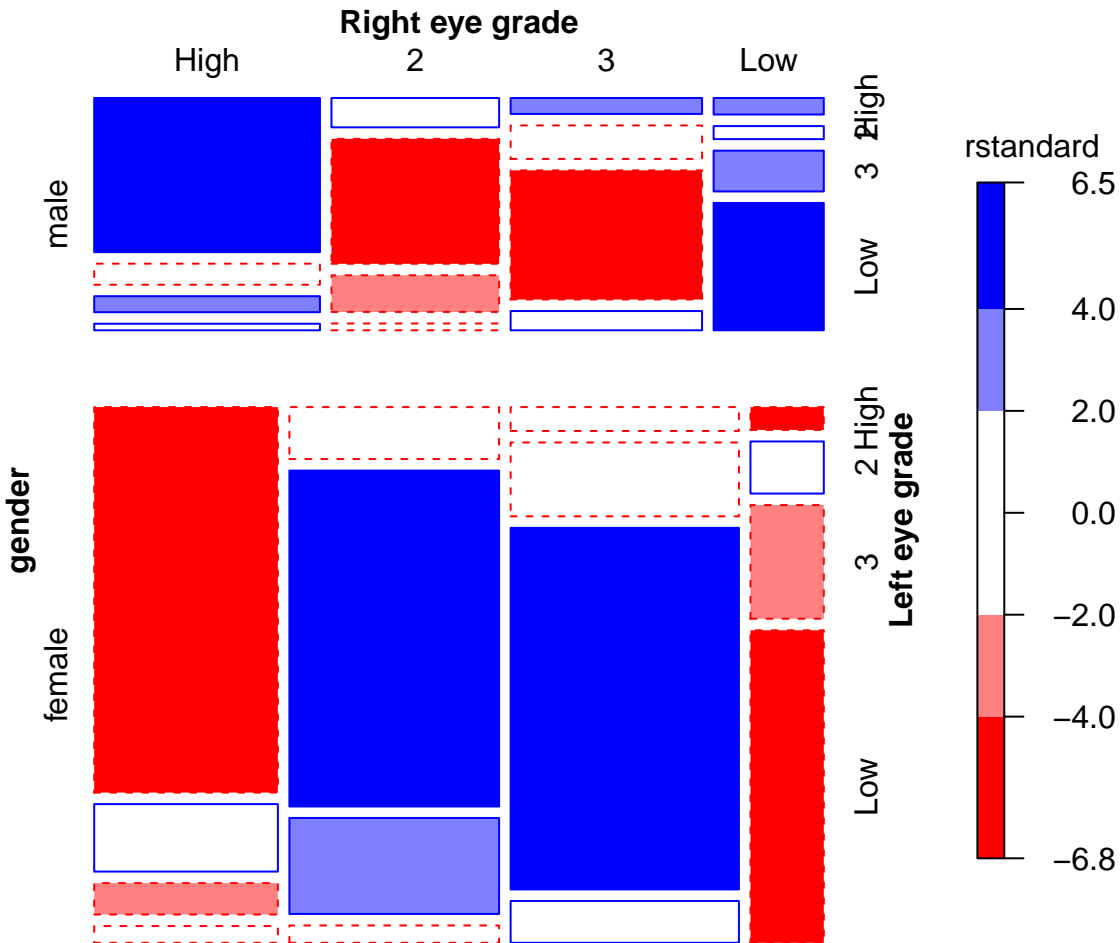 Right eye grade
High 2 3 Low
male
High
2
3
Low
rstandard
6.5
4.0
2.0
0.0
−2.0
−4.0
−6.8
gender
female
High
2
3
Low
Left eye grade